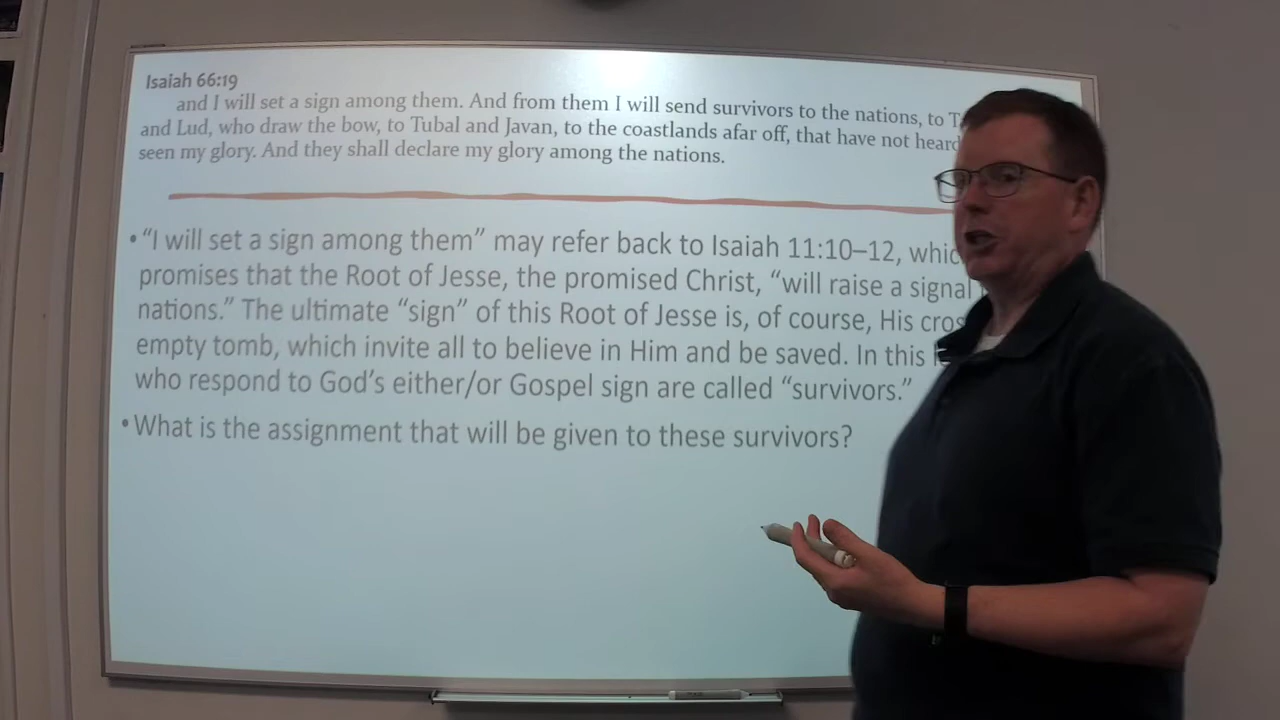 Isaiah 66:19
and I will set a sign among them. And from them I will send survivors to the nations, to
and Lud, who draw the bow, to Tubal and Javan, to the coastlands afar off, that have not heard
seen my glory. And they shall declare my glory among the nations.
• “I will set a sign among them” may refer back to Isaiah 11:10–12,
promises that the Root of Jesse, the promised Christ, “will raise a signal
nations.” The ultimate “sign” of this Root of Jesse is, of course, His
empty tomb, which invite all to believe in Him and be saved. In this
who respond to God’s either/or Gospel sign are called “survivors.”
• What is the assignment that will be given to these survivors?